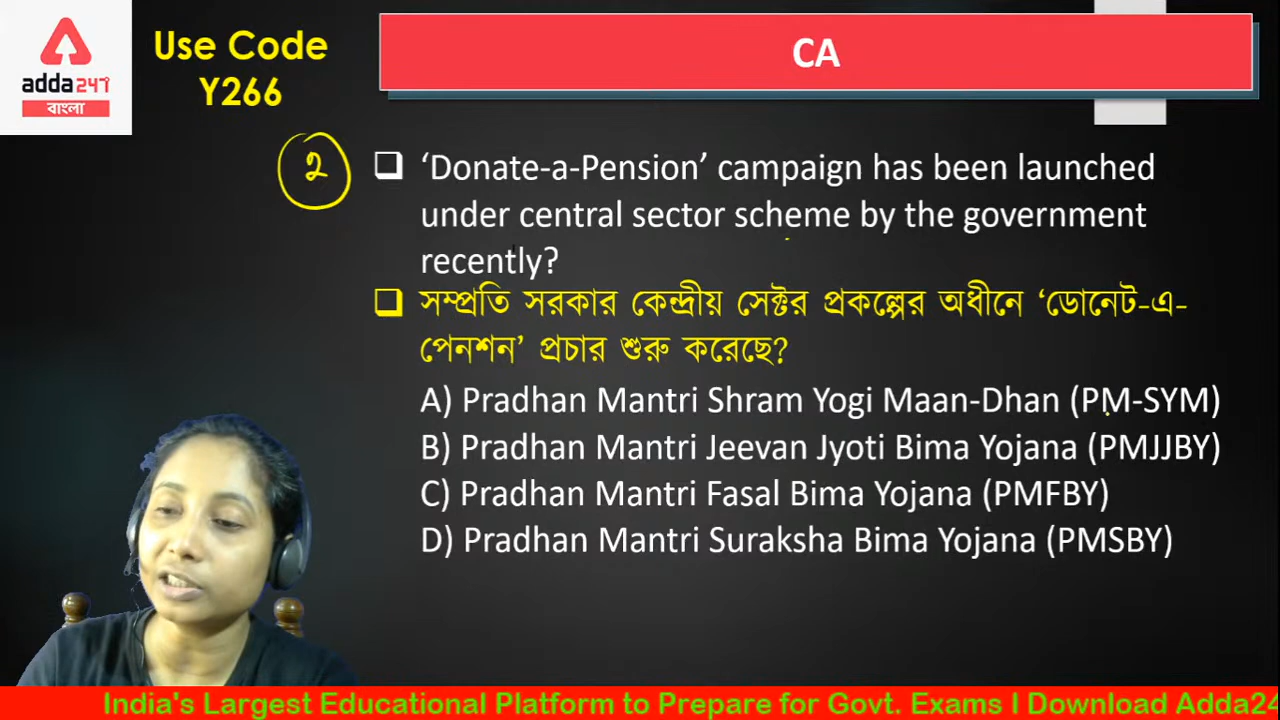 adda247
বাংলা
Use Code
Y266
CA
২
‘Donate-a-Pension’ campaign has been launched
under central sector scheme by the government
recently?
সম্প্রতি সরকার কেন্দ্রীয় সেক্টর প্রকল্পের অধীনে ‘ডোনেট-এ-
পেনশন’ প্রচার শুরু করেছে?
A) Pradhan Mantri Shram Yogi Maan-Dhan (PM-SYM)
B) Pradhan Mantri Jeevan Jyoti Bima Yojana (PMJJBY)
C) Pradhan Mantri Fasal Bima Yojana (PMFBY)
D) Pradhan Mantri Suraksha Bima Yojana (PMSBY)
India's Largest Educational Platform to Prepare for Govt. Exams I Download Adda24